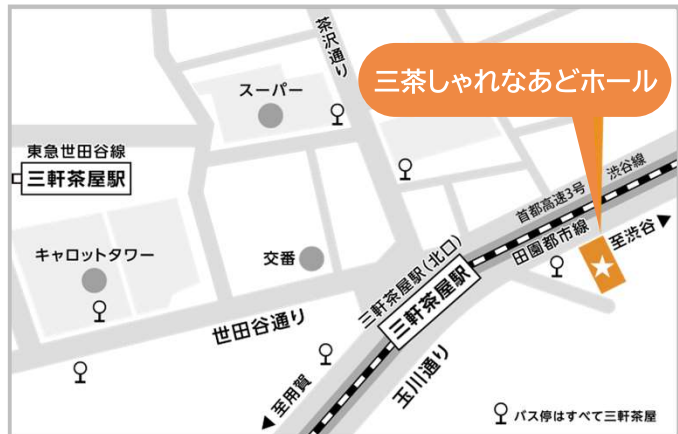 茶沢通り
三茶しゃれなあどホール
スーパー
東急世田谷線
三軒茶屋駅
首都高速3号
渋谷線
キャロットタワー
交番
三軒茶屋駅(北口)
三軒茶屋駅
田園都市線
至渋谷
世田谷通り
玉川通り
至用賀
バス停はすべて三軒茶屋